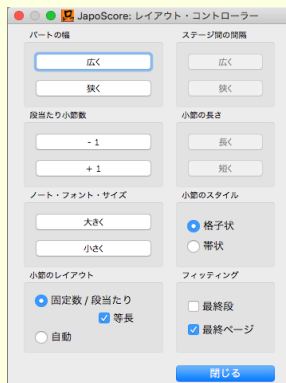 JapoScore: レイアウト・コントローラー
パートの幅
広く
狭く
ステージ間の間隔
広く
狭く
段当たり小節数
- 1
+ 1
小節の長さ
長く
短く
ノート・フォント・サイズ
大きく
小さく
小節のスタイル
格子状
帯状
小節のレイアウト
固定数 / 段当たり
等長
自動
フィッティング
最終段
最終ページ
閉じる